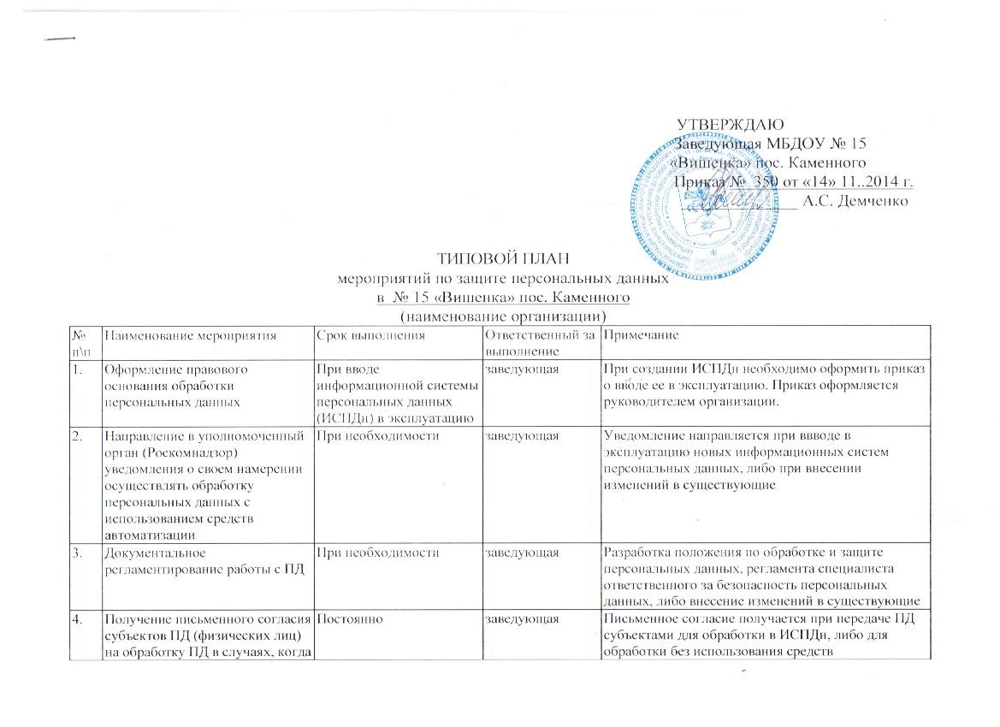 УТВЕРЖДАЮ
Заведующая МБДОУ № 15
«Вишенка» пос. Каменного
Приказ № 350 от «14» 11..2014 г.
А.С. Демченко
ТИПОВОЙ ПЛАН
мероприятий по защите персональных данных
в № 15 «Вишенка» пос. Каменного
(наименование организации)
№ п\п
Наименование мероприятия
Срок выполнения
Ответственный за
выполнение
Примечание
1.
Оформление правового
основания обработки
персональных данных
При вводе
информационной системы
персональных данных
(ИСПДн) в эксплуатацию
заведующая
При создании ИСПДн необходимо оформить приказ
о вводе ее в эксплуатацию. Приказ оформляется
руководителем организации.
2.
Направление в уполномоченный
орган (Роскомнадзор)
уведомления о своем намерении
осуществлять обработку
персональных данных с
использованием средств
автоматизации
При необходимости
заведующая
Уведомление направляется при ввводе в
эксплуатацию новых информационных систем
персональных данных, либо при внесении
изменений в существующие
3.
Документальное
регламентирование работы с ПД
При необходимости
заведующая
Разработка положения по обработке и защите
персональных данных, регламента специалиста
ответственного за безопасность персональных
данных, либо внесение изменений в существующие
4.
Получение письменного согласия
субъектов ПД (физических лиц)
на обработку ПД в случаях, когда
Постоянно
заведующая
Письменное согласие получается при передаче ПД
субъектами для обработки в ИСПДн, либо для
обработки без использования средств